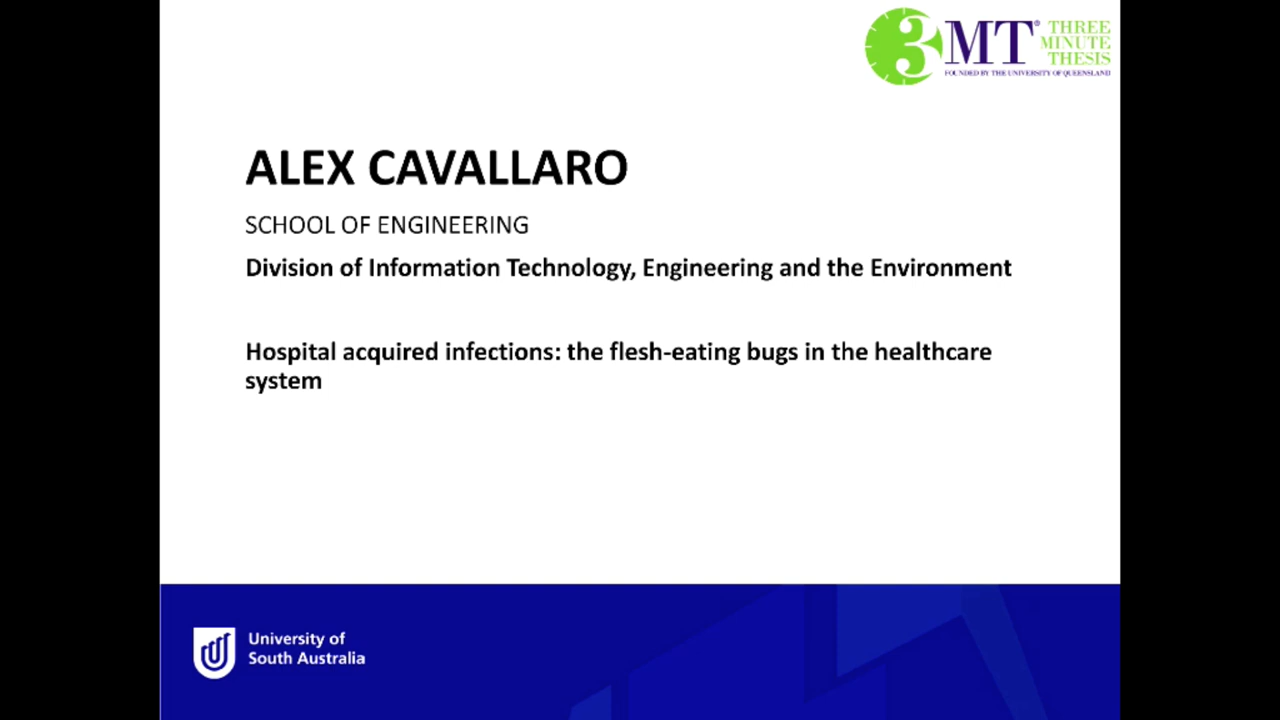 3MT® THREE
MINUTE
THESIS
FOUNDED BY THE UNIVERSITY OF QUEENSLAND
ALEX CAVALLARO
SCHOOL OF ENGINEERING
Division of Information Technology, Engineering and the Environment
Hospital acquired infections: the flesh-eating bugs in the healthcare
system
University of
South Australia